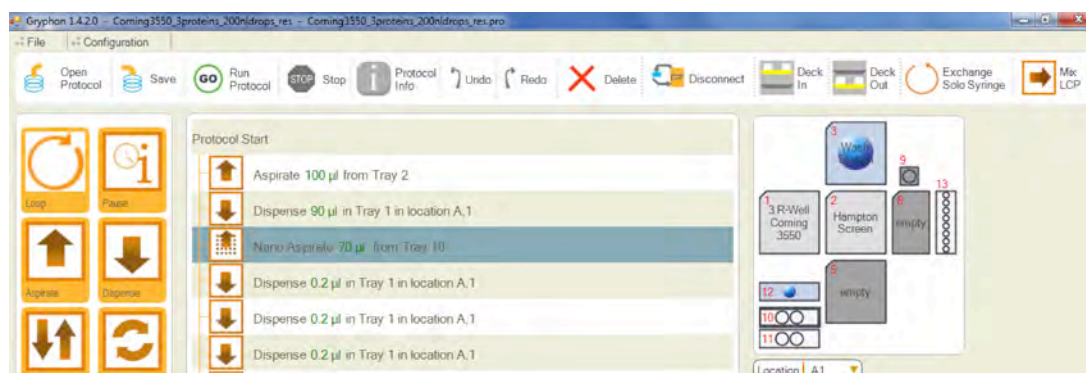 Gryphon 1.4.2.0 - Corning3550_3proteins_200nldrops_res - Corning3550_3proteins_200nldrops_res.pro
File Configuration
Open Protocol Save GO Run Protocol STOP Stop Protocol Info Undo Redo Delete Disconnect Deck In Deck Out Exchange Solo Syringe Mix LCP
Loop Pause
Aspirate Dispense
Protocol Start
Aspirate 100 µl from Tray 2
Dispense 90 µl in Tray 1 in location A,1
Nano Aspirate 70 µl from Tray 10
Dispense 0.2 µl in Tray 1 in location A,1
Dispense 0.2 µl in Tray 1 in location A,1
Dispense 0.2 µl in Tray 1 in location A,1
3
Wash
9
13
1
3 R-Well
Corning
3550
2
Hampton
Screen
empty
5
empty
12
10
11
Location A1